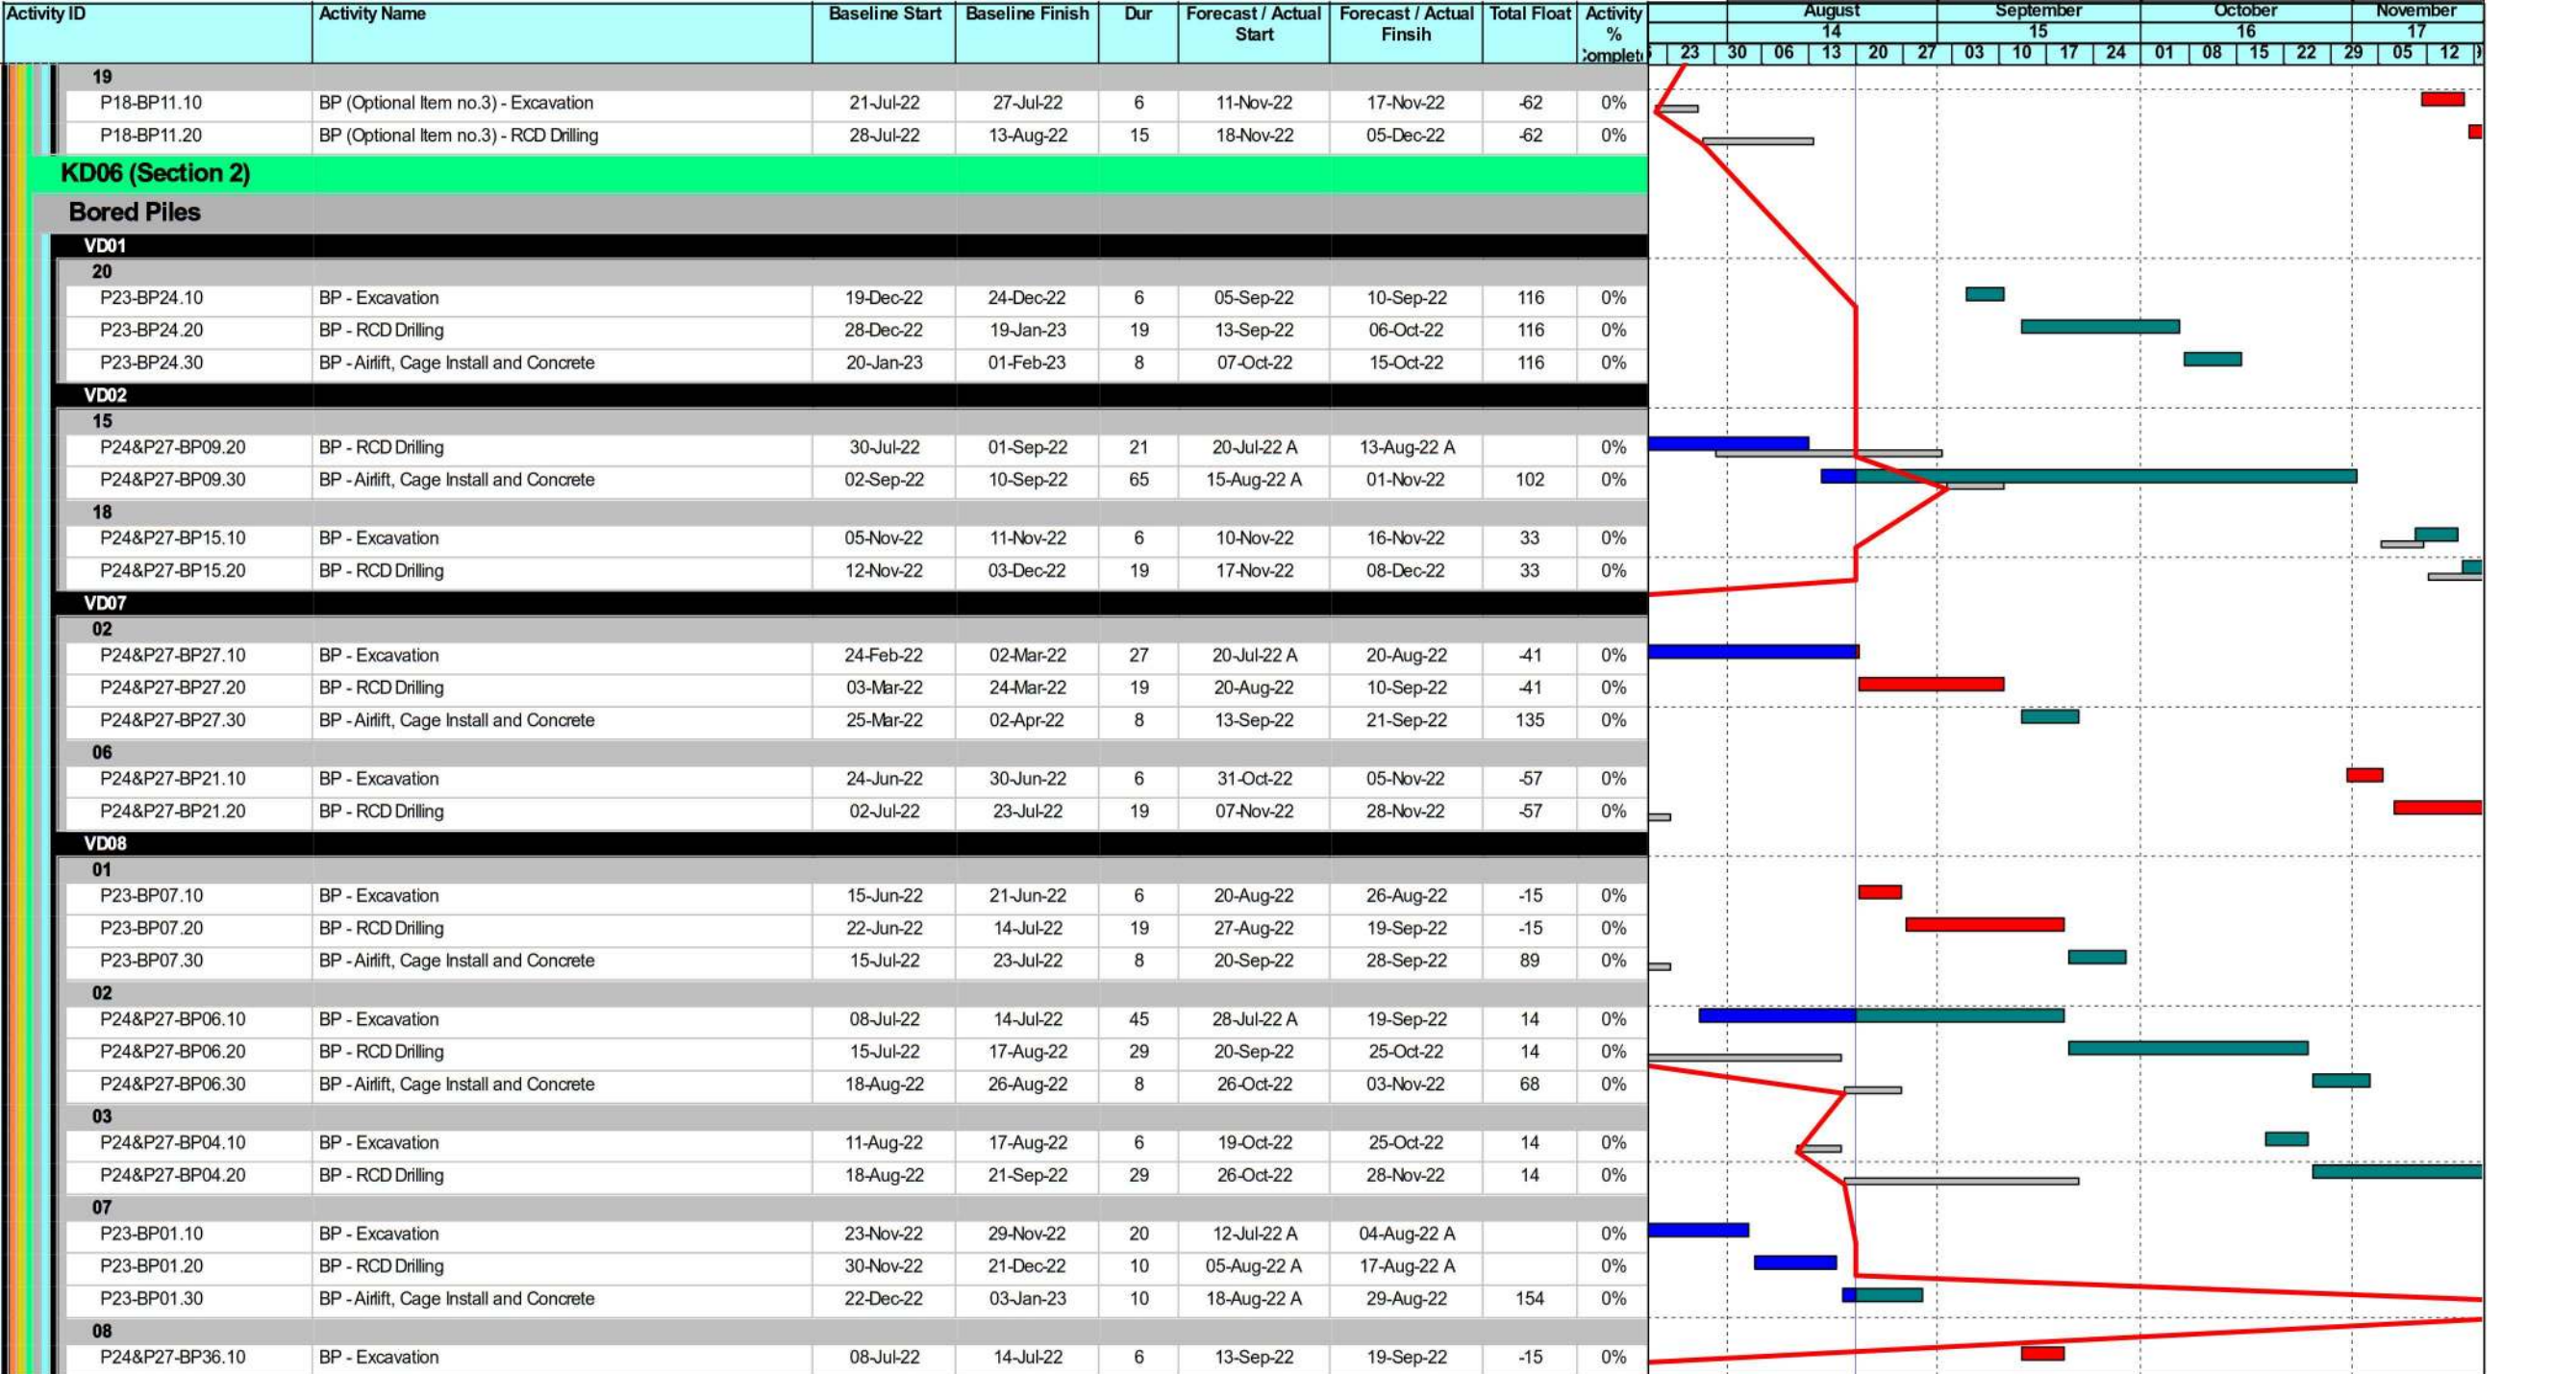 Activity ID Activity Name Baseline Start Baseline Finish Dur Forecast / Actual Start Forecast / Actual Finsih Total Float Activity % Complete
August September October November
14 15 16 17
23 30 06 13 20 27 03 10 17 24 01 08 15 22 29 05 12
19
P18-BP11.10 BP (Optional Item no.3) - Excavation 21-Jul-22 27-Jul-22 6 11-Nov-22 17-Nov-22 -62 0%
P18-BP11.20 BP (Optional Item no.3) - RCD Drilling 28-Jul-22 13-Aug-22 15 18-Nov-22 05-Dec-22 -62 0%
KD06 (Section 2)
Bored Piles
VD01
20
P23-BP24.10 BP - Excavation 19-Dec-22 24-Dec-22 6 05-Sep-22 10-Sep-22 116 0%
P23-BP24.20 BP - RCD Drilling 28-Dec-22 19-Jan-23 19 13-Sep-22 06-Oct-22 116 0%
P23-BP24.30 BP - Airlift, Cage Install and Concrete 20-Jan-23 01-Feb-23 8 07-Oct-22 15-Oct-22 116 0%
VD02
15
P24&P27-BP09.20 BP - RCD Drilling 30-Jul-22 01-Sep-22 21 20-Jul-22 A 13-Aug-22 A 0%
P24&P27-BP09.30 BP - Airlift, Cage Install and Concrete 02-Sep-22 10-Sep-22 65 15-Aug-22 A 01-Nov-22 102 0%
18
P24&P27-BP15.10 BP - Excavation 05-Nov-22 11-Nov-22 6 10-Nov-22 16-Nov-22 33 0%
P24&P27-BP15.20 BP - RCD Drilling 12-Nov-22 03-Dec-22 19 17-Nov-22 08-Dec-22 33 0%
VD07
02
P24&P27-BP27.10 BP - Excavation 24-Feb-22 02-Mar-22 27 20-Jul-22 A 20-Aug-22 -41 0%
P24&P27-BP27.20 BP - RCD Drilling 03-Mar-22 24-Mar-22 19 20-Aug-22 10-Sep-22 -41 0%
P24&P27-BP27.30 BP - Airlift, Cage Install and Concrete 25-Mar-22 02-Apr-22 8 13-Sep-22 21-Sep-22 135 0%
06
P24&P27-BP21.10 BP - Excavation 24-Jun-22 30-Jun-22 6 31-Oct-22 05-Nov-22 -57 0%
P24&P27-BP21.20 BP - RCD Drilling 02-Jul-22 23-Jul-22 19 07-Nov-22 28-Nov-22 -57 0%
VD08
01
P23-BP07.10 BP - Excavation 15-Jun-22 21-Jun-22 6 20-Aug-22 26-Aug-22 -15 0%
P23-BP07.20 BP - RCD Drilling 22-Jun-22 14-Jul-22 19 27-Aug-22 19-Sep-22 -15 0%
P23-BP07.30 BP - Airlift, Cage Install and Concrete 15-Jul-22 23-Jul-22 8 20-Sep-22 28-Sep-22 89 0%
02
P24&P27-BP06.10 BP - Excavation 08-Jul-22 14-Jul-22 45 28-Jul-22 A 19-Sep-22 14 0%
P24&P27-BP06.20 BP - RCD Drilling 15-Jul-22 17-Aug-22 29 20-Sep-22 25-Oct-22 14 0%
P24&P27-BP06.30 BP - Airlift, Cage Install and Concrete 18-Aug-22 26-Aug-22 8 26-Oct-22 03-Nov-22 68 0%
03
P24&P27-BP04.10 BP - Excavation 11-Aug-22 17-Aug-22 6 19-Oct-22 25-Oct-22 14 0%
P24&P27-BP04.20 BP - RCD Drilling 18-Aug-22 21-Sep-22 29 26-Oct-22 28-Nov-22 14 0%
07
P23-BP01.10 BP - Excavation 23-Nov-22 29-Nov-22 20 12-Jul-22 A 04-Aug-22 A 0%
P23-BP01.20 BP - RCD Drilling 30-Nov-22 21-Dec-22 10 05-Aug-22 A 17-Aug-22 A 0%
P23-BP01.30 BP - Airlift, Cage Install and Concrete 22-Dec-22 03-Jan-23 10 18-Aug-22 A 29-Aug-22 154 0%
08
P24&P27-BP36.10 BP - Excavation 08-Jul-22 14-Jul-22 6 13-Sep-22 19-Sep-22 -15 0%